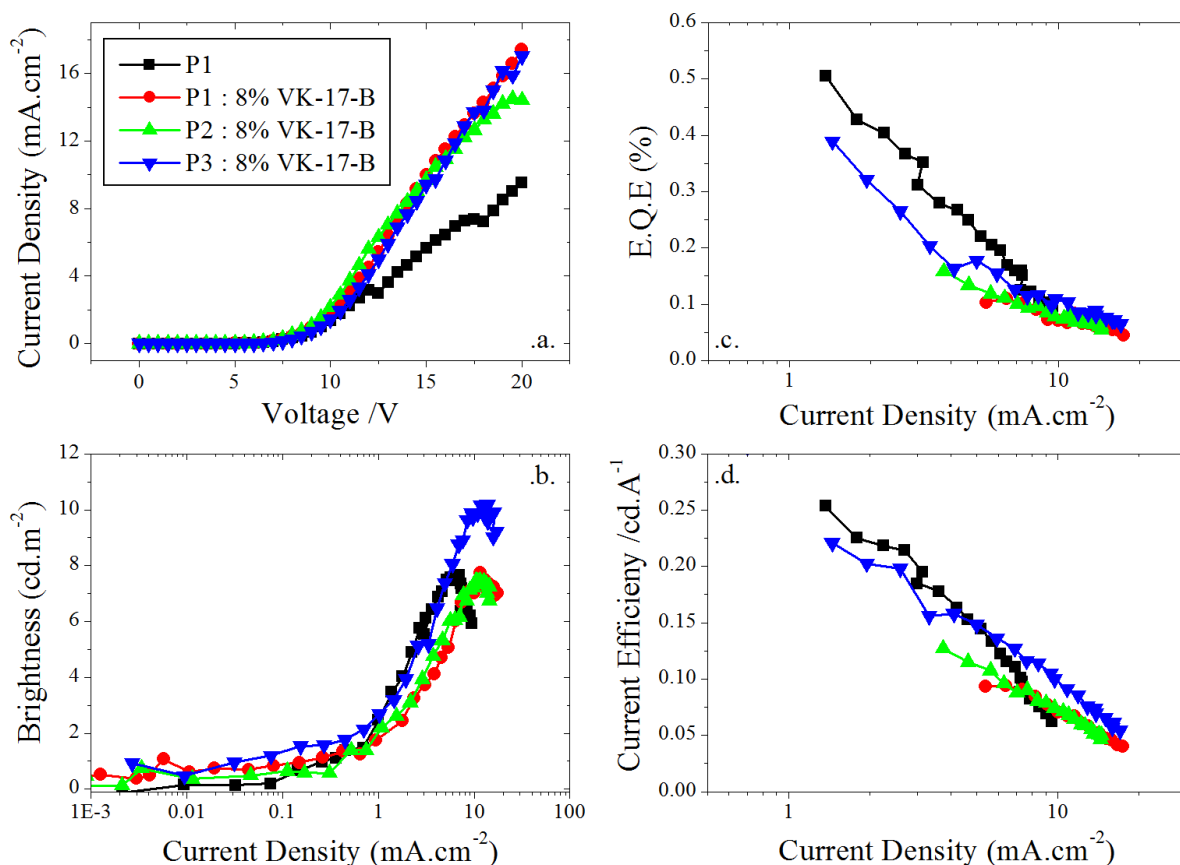 16
12
8
4
0
Current Density (mA.cm-2)
P1
P1 : 8% VK-17-B
P2 : 8% VK-17-B
P3 : 8% VK-17-B
.a.
0
5
10
15
20
Voltage /V
0.6
0.5
0.4
0.3
0.2
0.1
0.0
E.Q.E (%)
.c.
1
10
Current Density (mA.cm-2)
12
10
8
6
4
2
0
Brightness (cd.m-2)
.b.
1E-3
0.01
0.1
1
10
100
Current Density (mA.cm-2)
0.30
0.25
0.20
0.15
0.10
0.05
0.00
Current Efficieny /cd.A-1
.d.
1
10
Current Density (mA.cm-2)